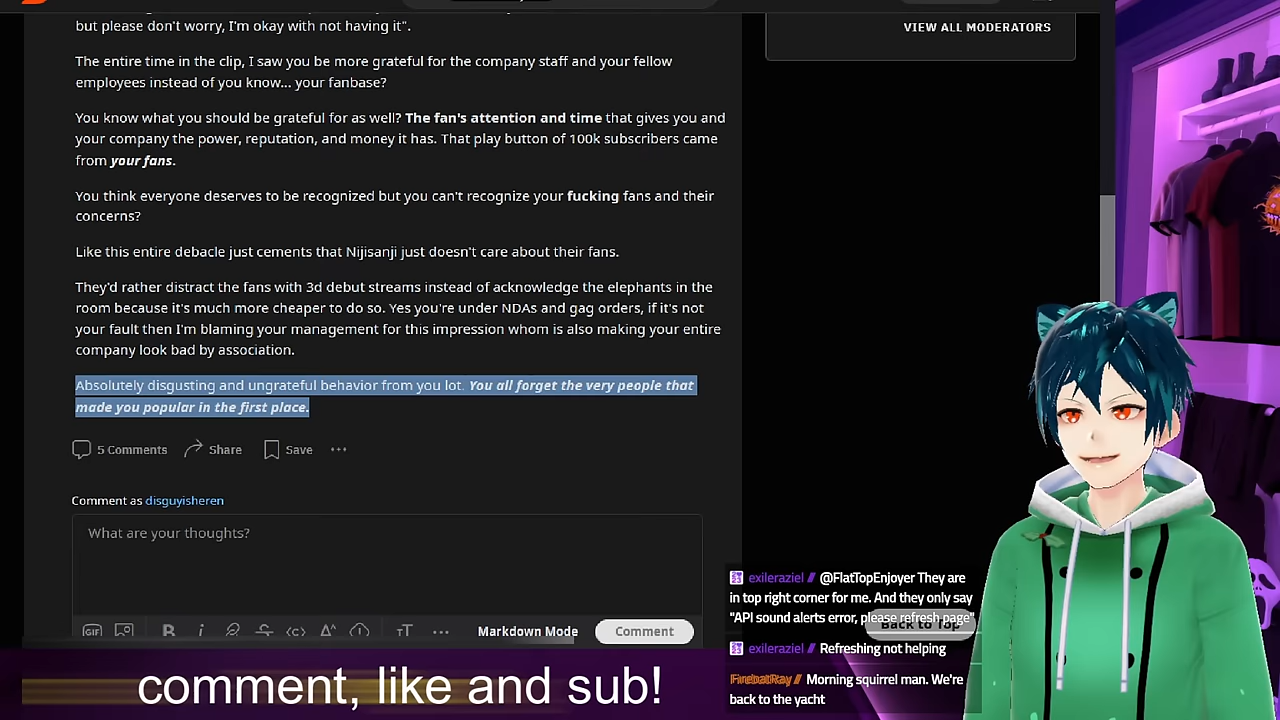 but please don't worry, I'm okay with not having it".
VIEW ALL MODERATORS
The entire time in the clip, I saw you be more grateful for the company staff and your fellow
employees instead of you know... your fanbase?
You know what you should be grateful for as well? The fan's attention and time that gives you and
your company the power, reputation, and money it has. That play button of 100k subscribers came
from your fans.
You think everyone deserves to be recognized but you can't recognize your fucking fans and their
concerns?
Like this entire debacle just cements that Nijisanji just doesn't care about their fans.
They'd rather distract the fans with 3d debut streams instead of acknowledge the elephants in the
room because it's much more cheaper to do so. Yes you're under NDAs and gag orders, if it's not
your fault then I'm blaming your management for this impression whom is also making your entire
company look bad by association.
Absolutely disgusting and ungrateful behavior from you lot. You all forget the very people that
made you popular in the first place.
5 Comments Share Save
Comment as disguyisheren
What are your thoughts?
GIF B i S <c> A^ TT Markdown Mode Comment
exileraziel // @FlatTopEnjoyer They are
in top right corner for me. And they only say
"API sound alerts error, please refresh page"
Back to Top
exileraziel // Refreshing not helping
FirebatRay // Morning squirrel man. We're
back to the yacht
comment, like and sub!